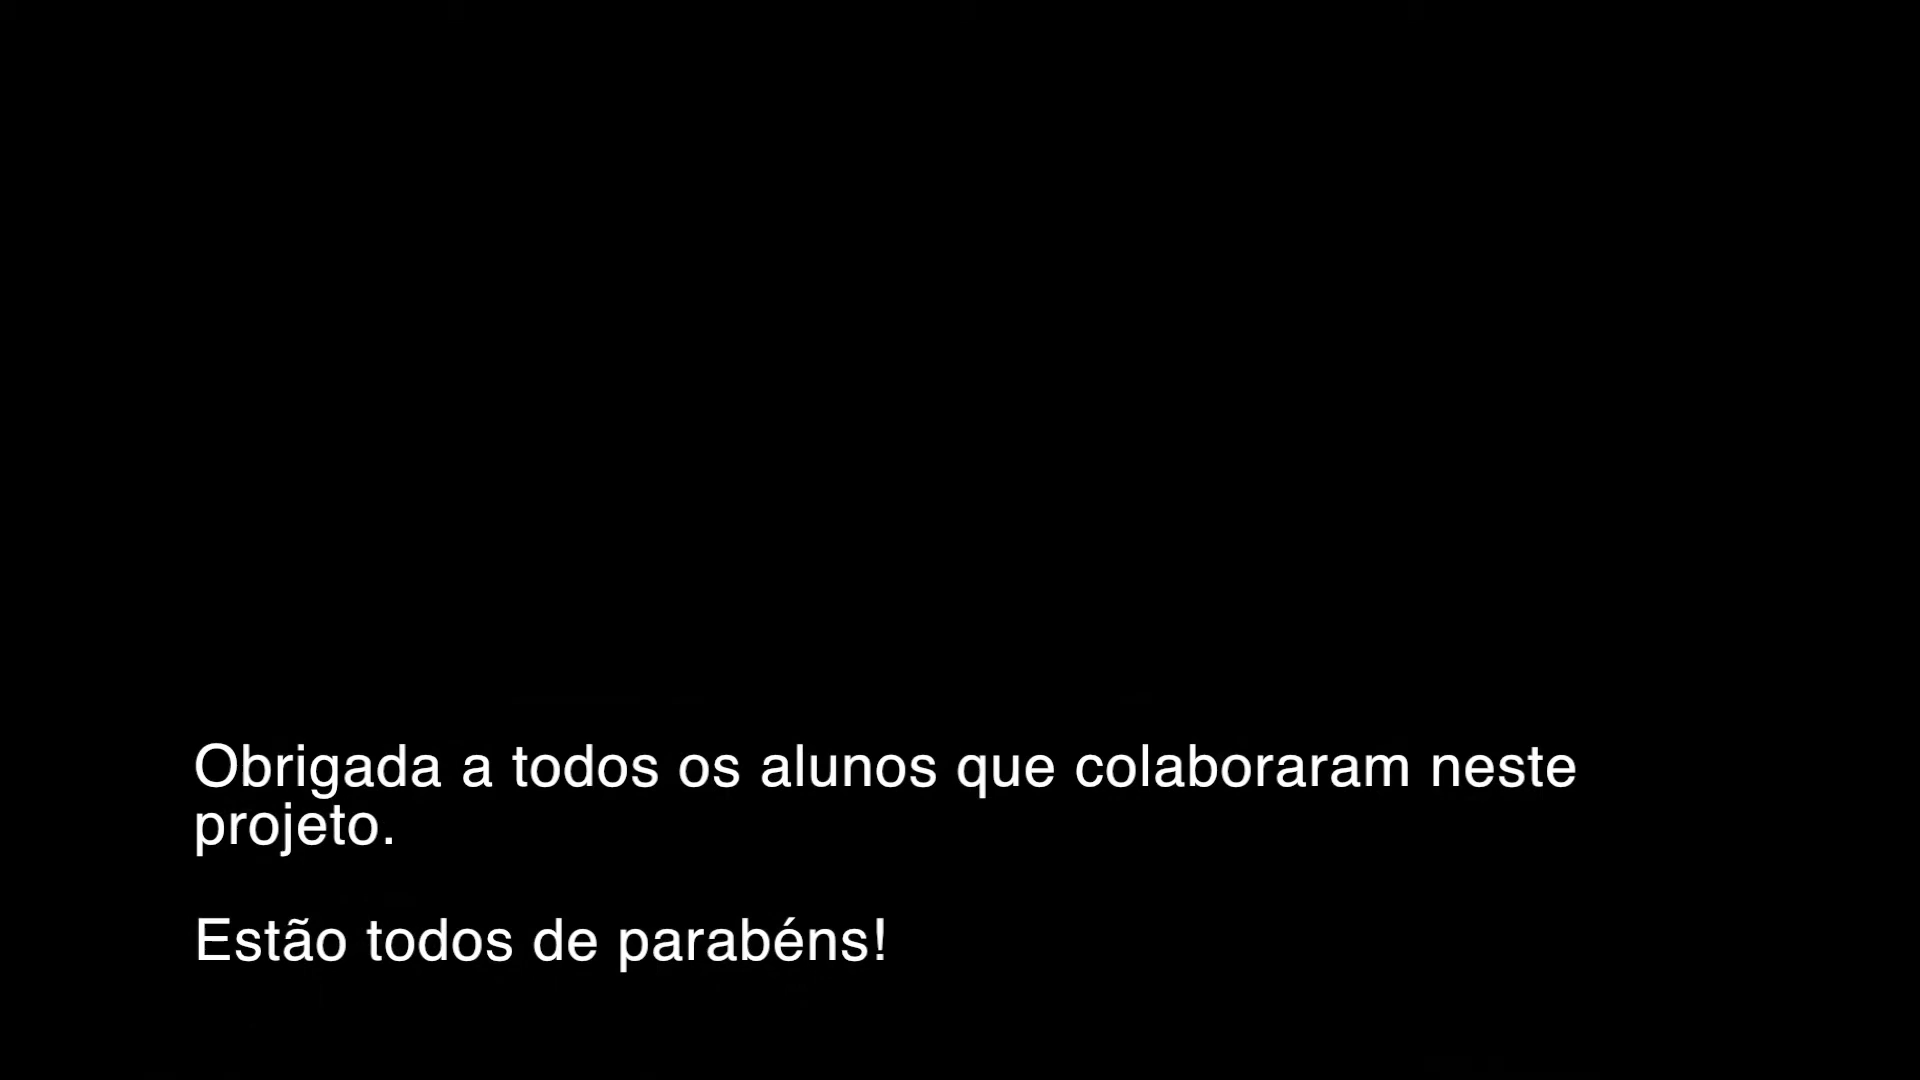 Obrigada a todos os alunos que colaboraram neste
projeto.
Estão todos de parabéns!